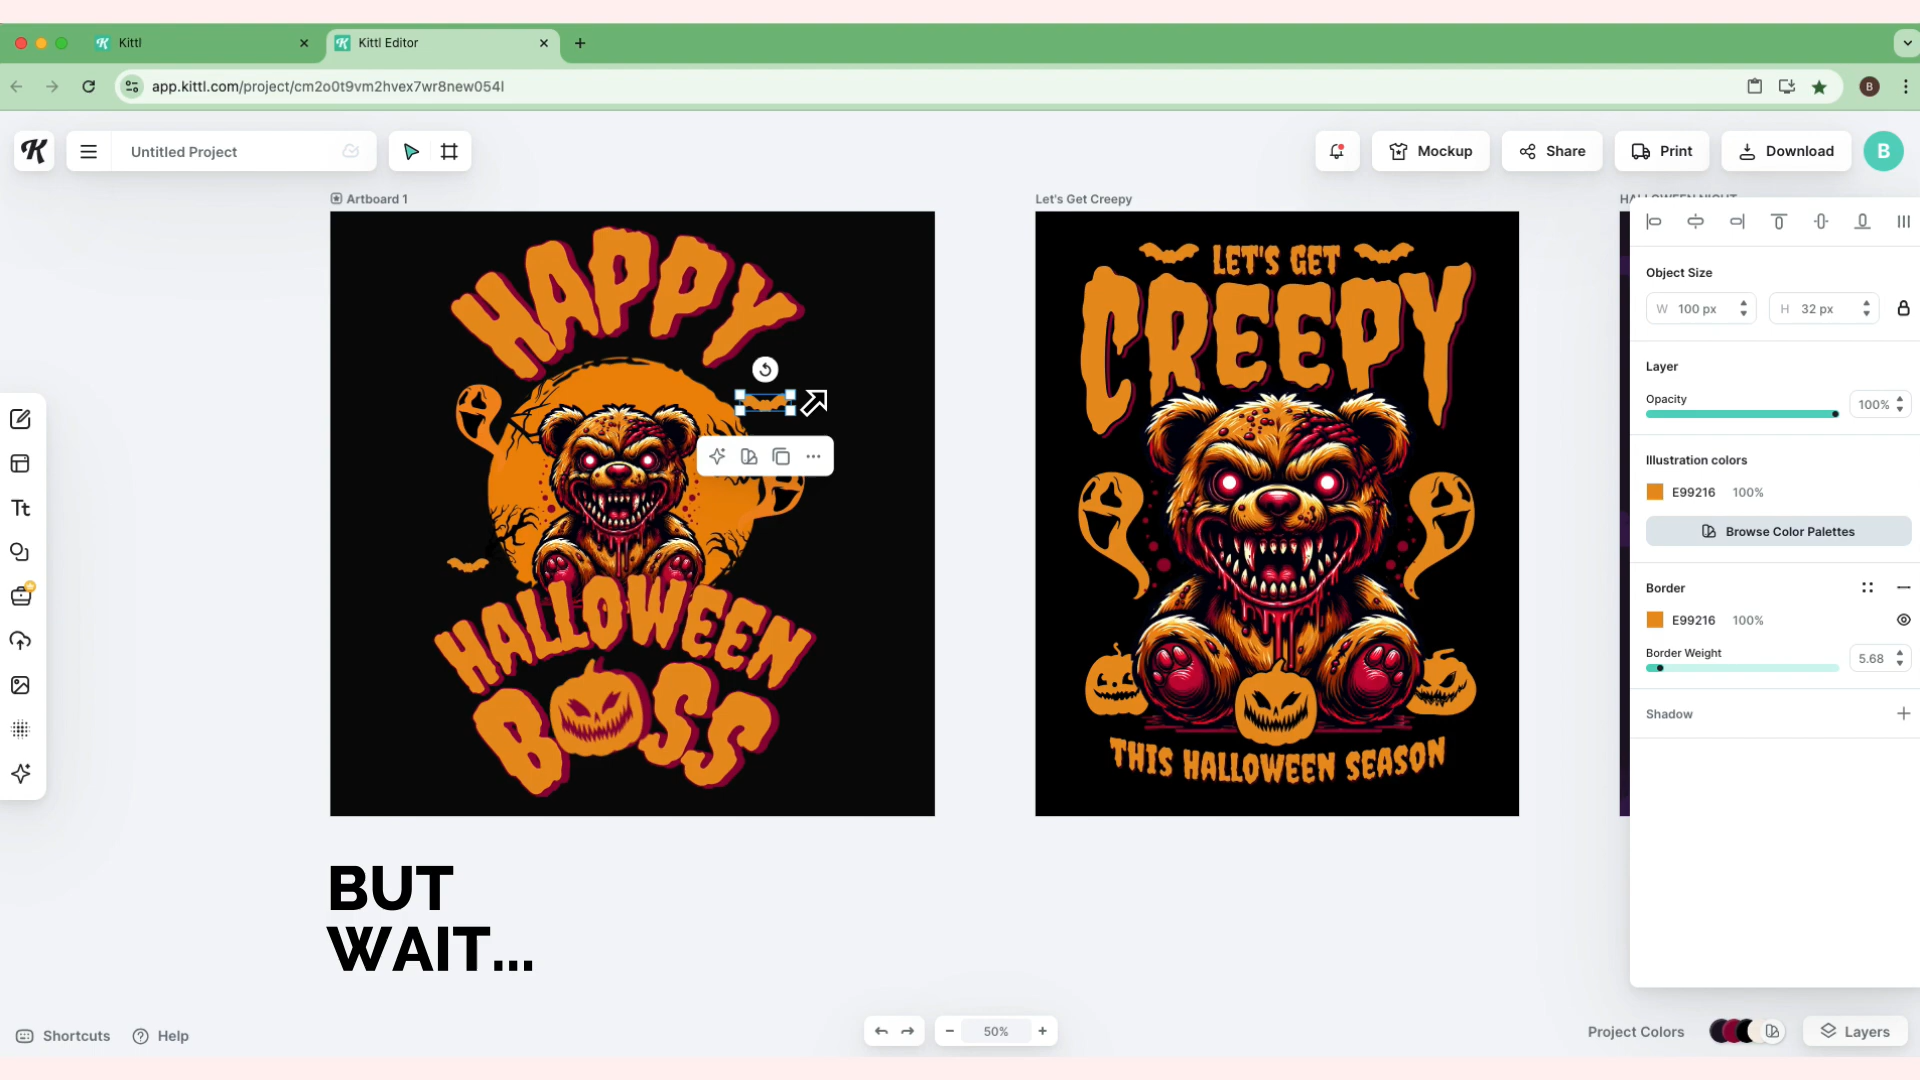 Kittl
Kittl Editor
app.kittl.com/project/cm2o0t9vm2hvex7wr8new054l
B
Untitled Project
Mockup
Share
Print
Download
B
Artboard 1
Let's Get Creepy
HALLOWEEN NIGHT
HAPPY
HALLOWEEN
BOSS
LET'S GET
CREEPY
THIS HALLOWEEN SEASON
Object Size
W 100 px
H 32 px
Layer
Opacity
100%
Illustration colors
E99216 100%
Browse Color Palettes
Border
E99216 100%
Border Weight
5.68
Shadow
Tt
BUT
WAIT...
Shortcuts
Help
50%
Project Colors
Layers